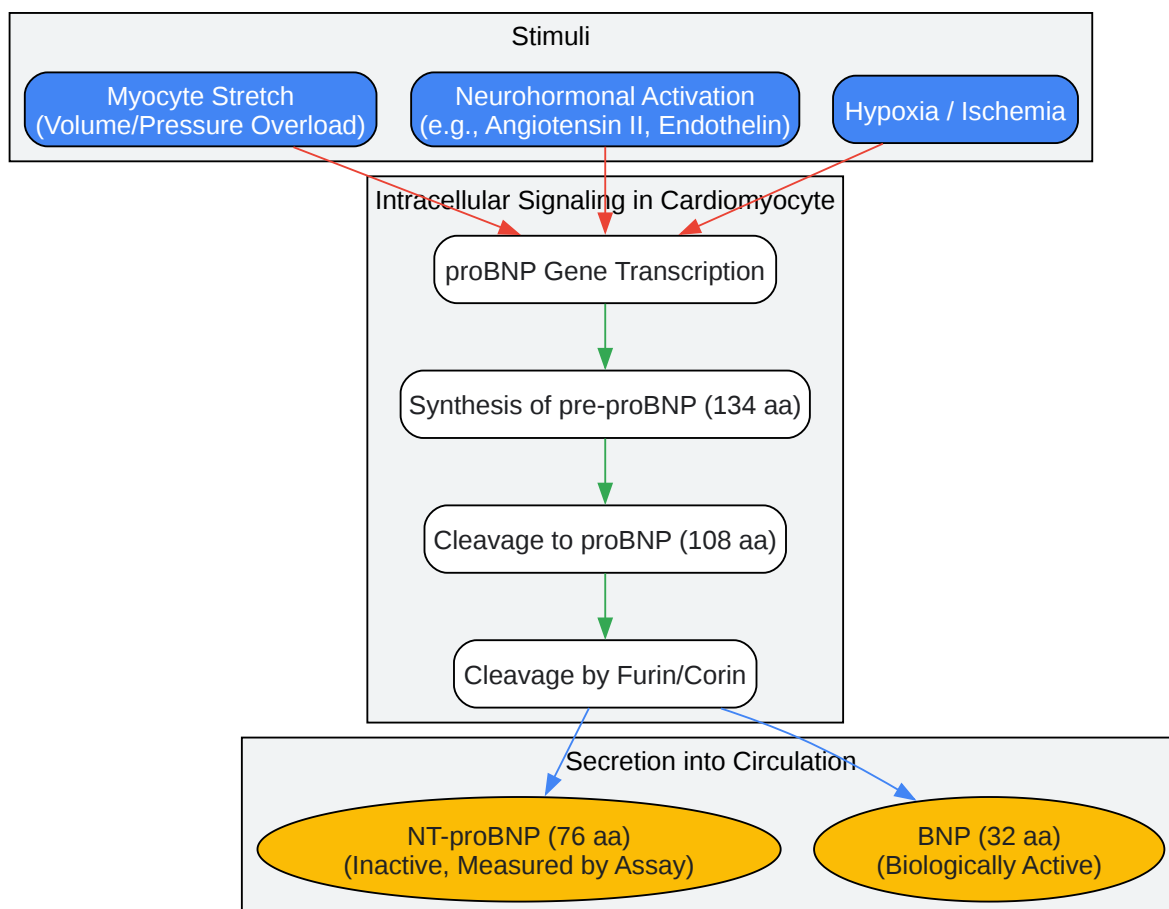 Stimuli
Myocyte Stretch
(Volume/Pressure Overload)
Neurohormonal Activation
(e.g., Angiotensin II, Endothelin)
Hypoxia / Ischemia
Intracellular Signaling in Cardiomyocyte
proBNP Gene Transcription
Synthesis of pre-proBNP (134 aa)
Cleavage to proBNP (108 aa)
Cleavage by Furin/Corin
Secretion into Circulation
NT-proBNP (76 aa)
(Inactive, Measured by Assay)
BNP (32 aa)
(Biologically Active)